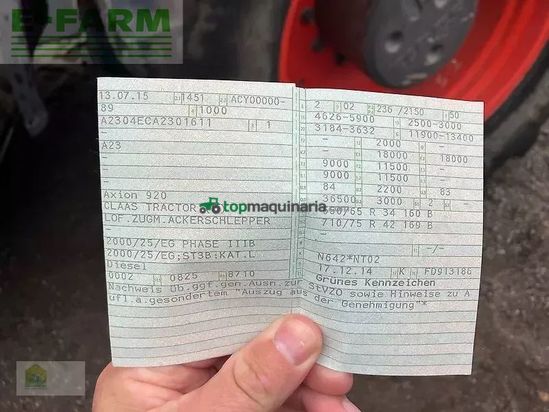 E-FARM
13.07.15 1451 ACY00000-
89 1000
A2304ECA2301611 1
-
A23
-
Axion 920
CLAAS TRACTOR
LOF.ZUGM.ACKERSCHLEPPER
-
2000/25/EG PHASE IIIB
2000/25/EG;ST3B:KAT.L
Diesel
0002 0825 8710
2 02 236 /2150 50
4626-5900 2500-3000
3184-3632 11900-13400
- 2000 -
- 18000 18000
9000 11500 -
9000 11500 -
84 2200 83
36500 3000 2
600/65 R 34 160 B
710/75 R 42 169 B
-
- -/-
N642*NT02
17.12.14 K FD91318G
Grünes Kennzeichen
Nachweis üb.ggf.gen.Ausn.zur StVZO sowie Hinweise zu A
ufl.a.gesondertem "Auszug aus der Genehmigung"*
topmaquinaria